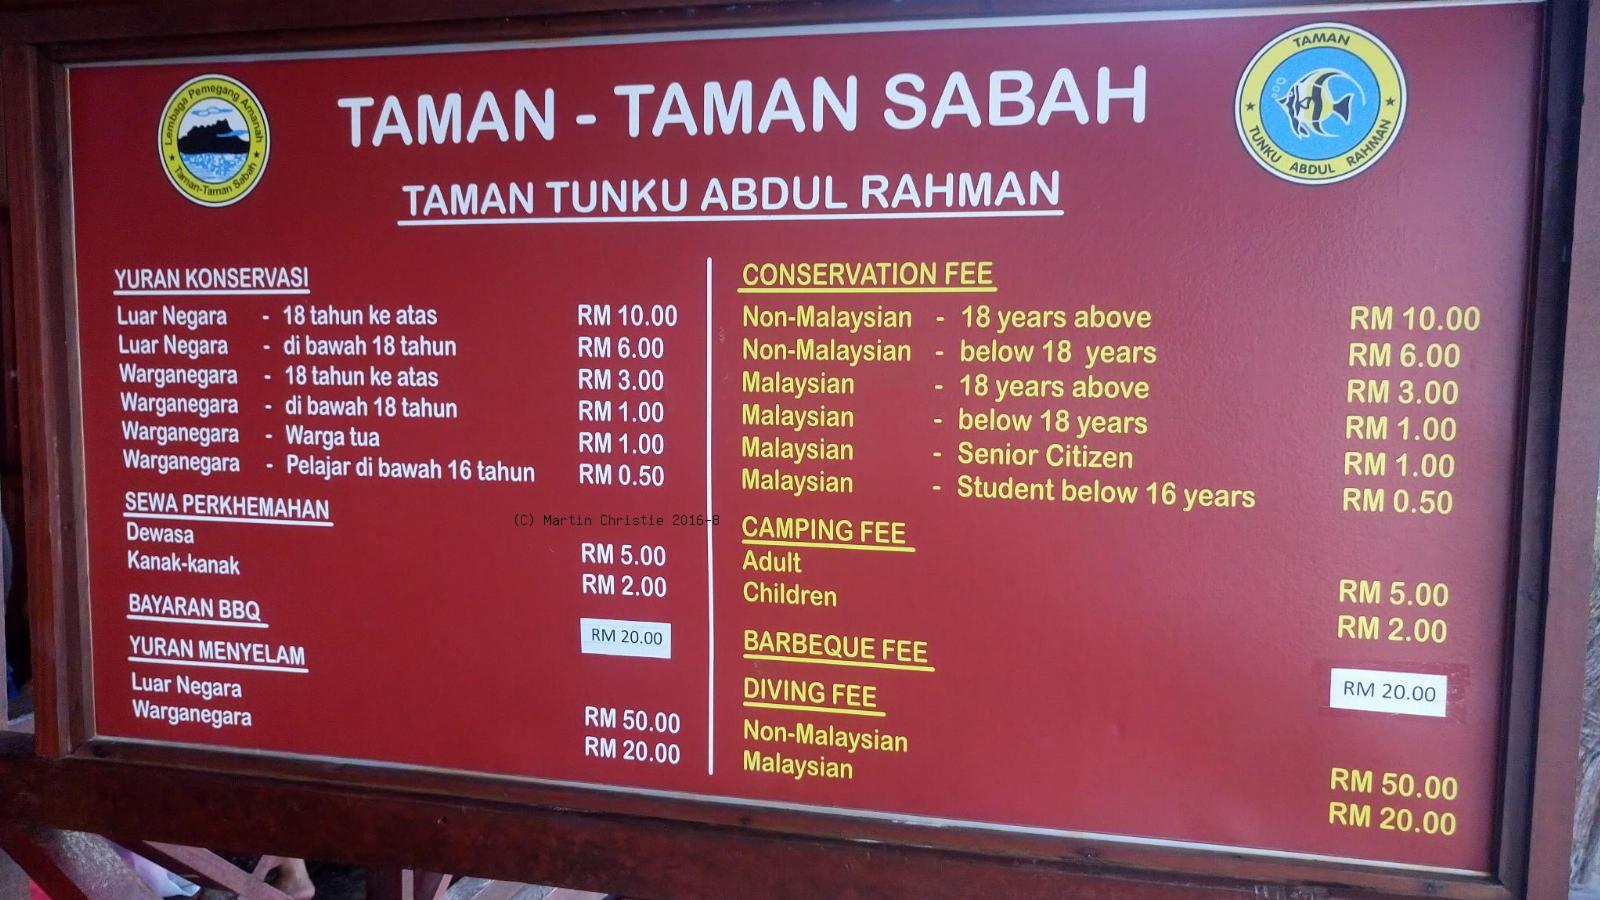 Lembaga Pemegang Amanah
Taman-Taman Sabah
TAMAN - TAMAN SABAH
TAMAN TUNKU ABDUL RAHMAN
TAMAN
TUNKU ABDUL RAHMAN
YURAN KONSERVASI
Luar Negara - 18 tahun ke atas RM 10.00
Luar Negara - di bawah 18 tahun RM 6.00
Warganegara - 18 tahun ke atas RM 3.00
Warganegara - di bawah 18 tahun RM 1.00
Warganegara - Warga tua RM 1.00
Warganegara - Pelajar di bawah 16 tahun RM 0.50
SEWA PERKHEMAHAN
Dewasa RM 5.00
Kanak-kanak RM 2.00
BAYARAN BBQ RM 20.00
YURAN MENYELAM
Luar Negara RM 50.00
Warganegara RM 20.00
CONSERVATION FEE
Non-Malaysian - 18 years above RM 10.00
Non-Malaysian - below 18 years RM 6.00
Malaysian - 18 years above RM 3.00
Malaysian - below 18 years RM 1.00
Malaysian - Senior Citizen RM 1.00
Malaysian - Student below 16 years RM 0.50
CAMPING FEE
Adult RM 5.00
Children RM 2.00
BARBEQUE FEE RM 20.00
DIVING FEE
Non-Malaysian RM 50.00
Malaysian RM 20.00
(C) Martin Christie 2016-8